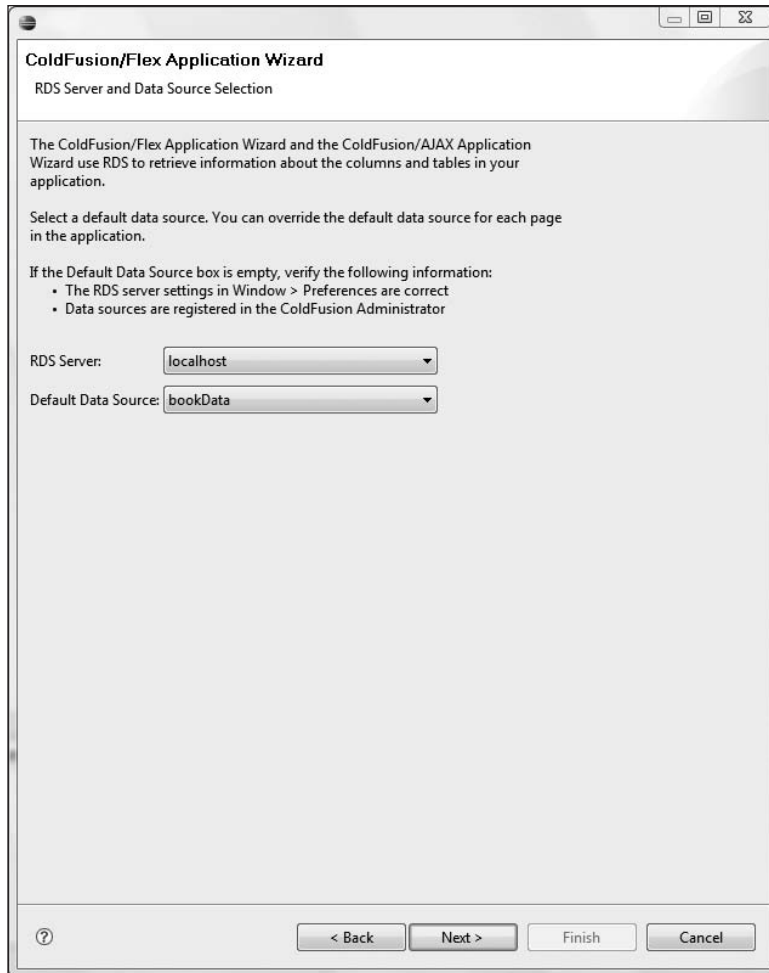 ColdFusion/Flex Application Wizard
RDS Server and Data Source Selection
The ColdFusion/Flex Application Wizard and the ColdFusion/AJAX Application
Wizard use RDS to retrieve information about the columns and tables in your
application.
Select a default data source. You can override the default data source for each page
in the application.
If the Default Data Source box is empty, verify the following information:
• The RDS server settings in Window > Preferences are correct
• Data sources are registered in the ColdFusion Administrator
RDS Server: localhost
Default Data Source: bookData
? < Back Next > Finish Cancel